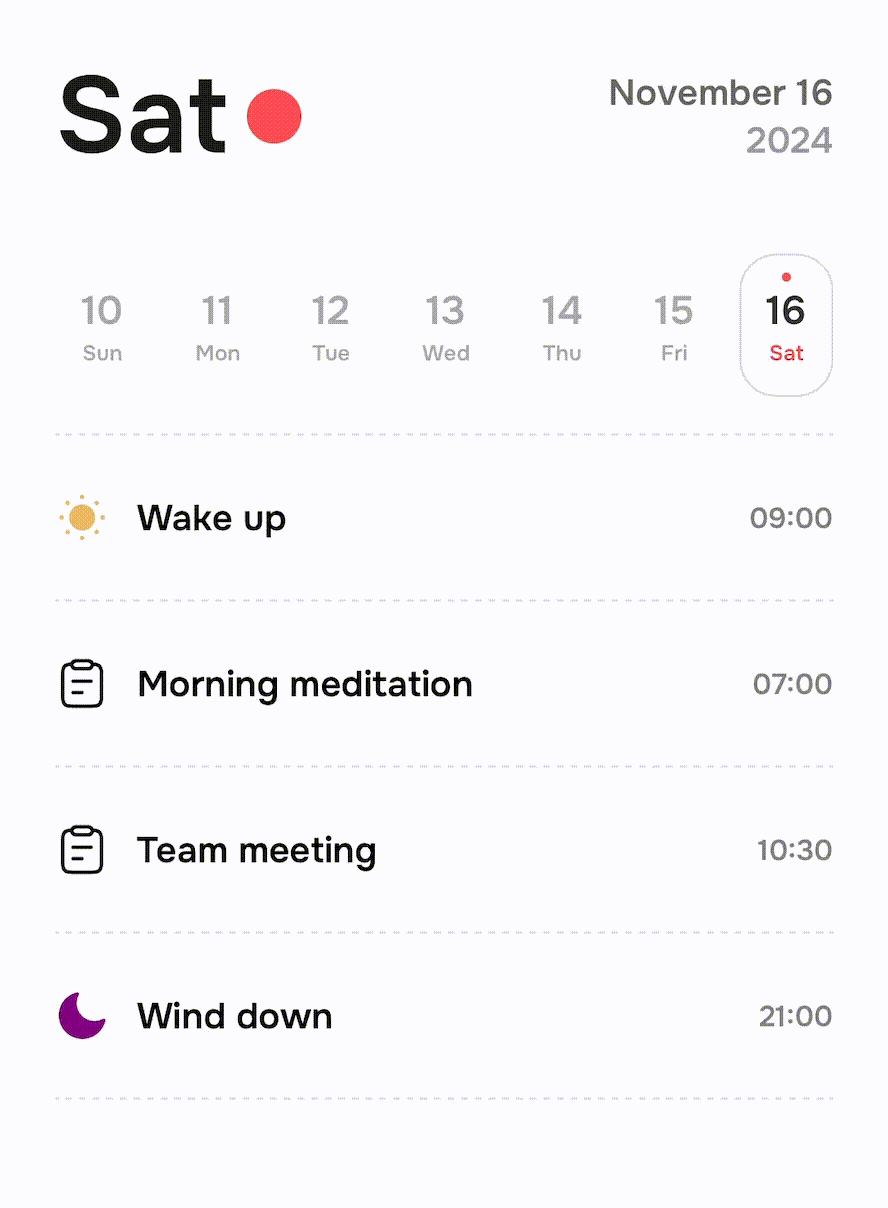 Sat
November 16
2024
10 11 12 13 14 15 16
Sun Mon Tue Wed Thu Fri Sat
Wake up 09:00
Morning meditation 07:00
Team meeting 10:30
Wind down 21:00